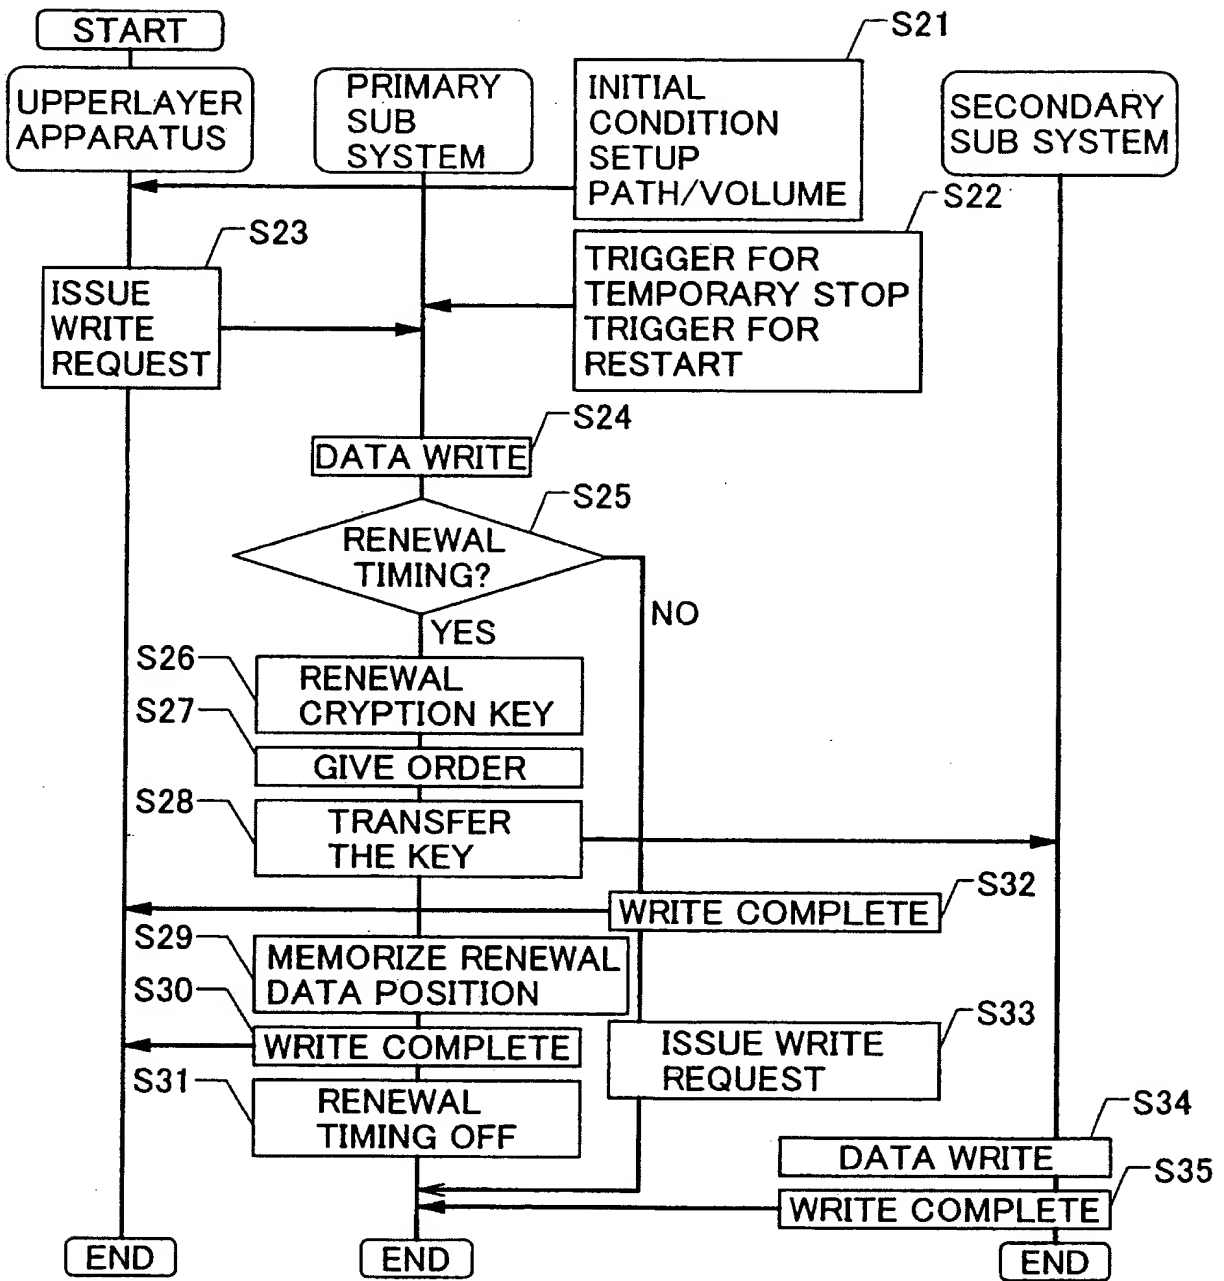 START
UPPERLAYER
APPARATUS
PRIMARY
SUB
SYSTEM
S21
INITIAL
CONDITION
SETUP
PATH/VOLUME
SECONDARY
SUB SYSTEM
S22
TRIGGER FOR
TEMPORARY STOP
TRIGGER FOR
RESTART
S23
ISSUE
WRITE
REQUEST
S24
DATA WRITE
S25
RENEWAL
TIMING?
NO
YES
S26
RENEWAL
CRYPTION KEY
S27
GIVE ORDER
S28
TRANSFER
THE KEY
S32
WRITE COMPLETE
S29
MEMORIZE RENEWAL
DATA POSITION
S30
WRITE COMPLETE
S33
ISSUE WRITE
REQUEST
S31
RENEWAL
TIMING OFF
S34
DATA WRITE
S35
WRITE COMPLETE
END
END
END